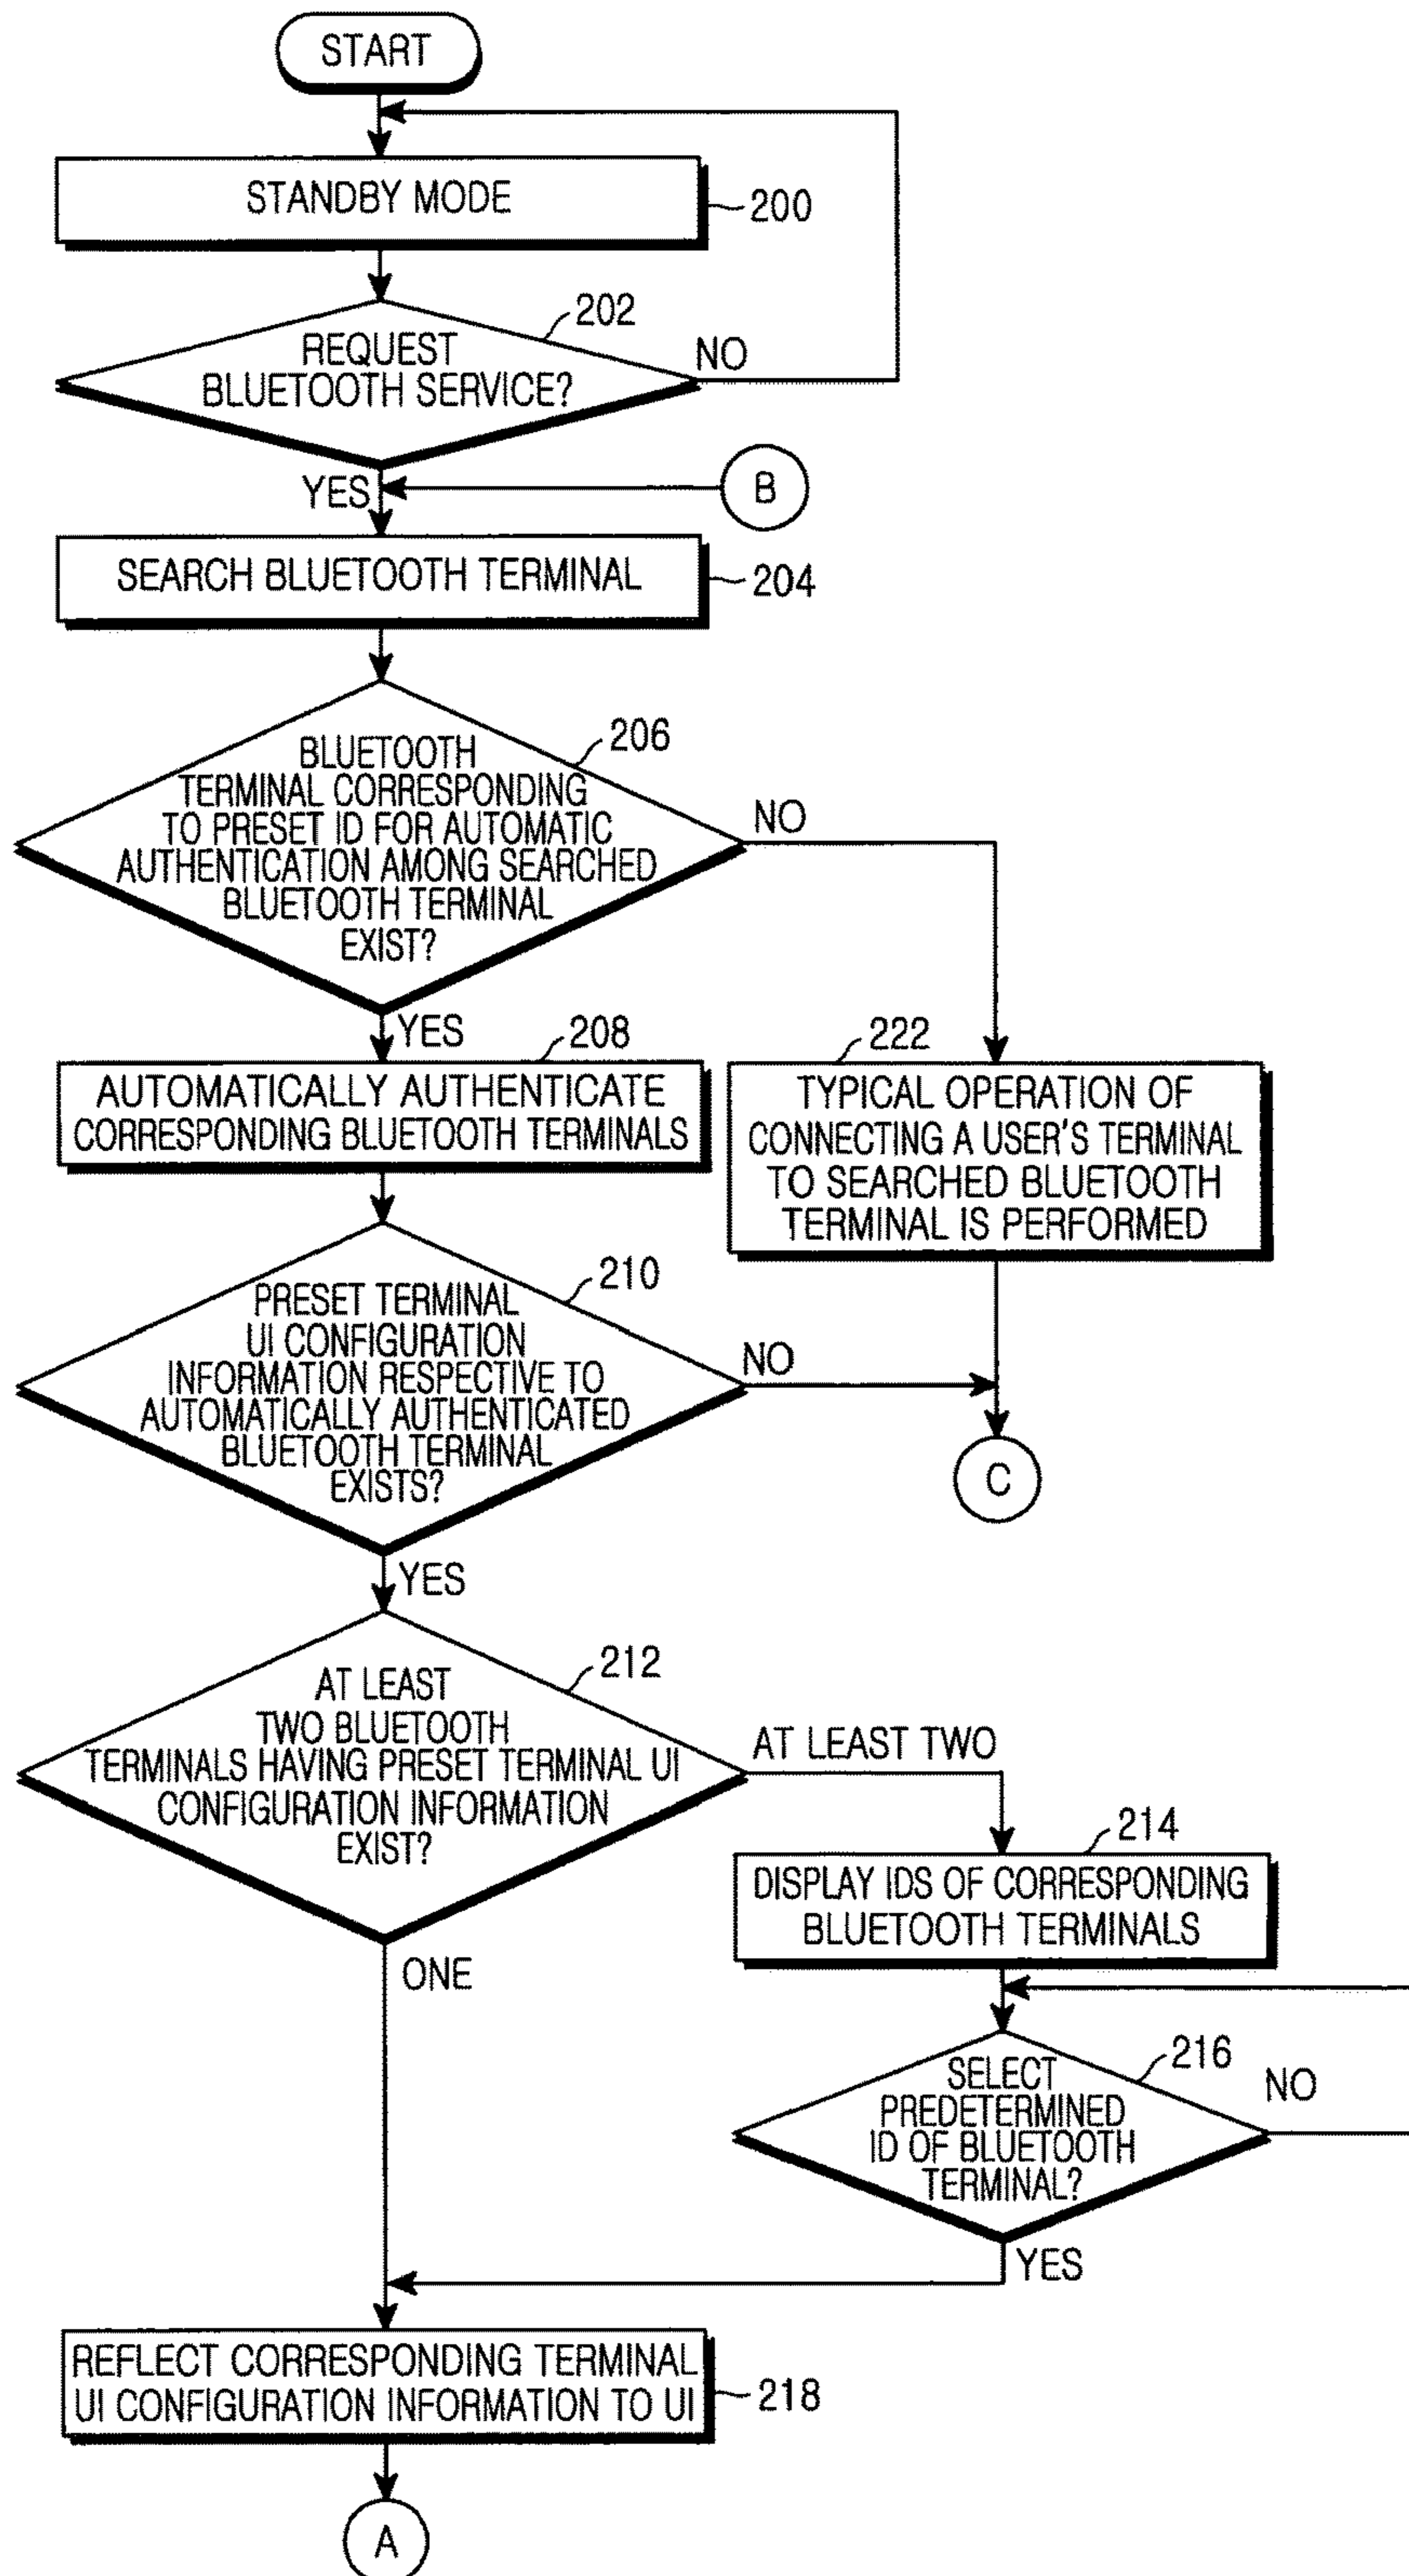 START
STANDBY MODE
200
202
REQUEST
BLUETOOTH SERVICE?
NO
YES
B
SEARCH BLUETOOTH TERMINAL
204
206
BLUETOOTH
TERMINAL CORRESPONDING
TO PRESET ID FOR AUTOMATIC
AUTHENTICATION AMONG SEARCHED
BLUETOOTH TERMINAL
EXIST?
NO
YES
208
AUTOMATICALLY AUTHENTICATE
CORRESPONDING BLUETOOTH TERMINALS
222
TYPICAL OPERATION OF
CONNECTING A USER'S TERMINAL
TO SEARCHED BLUETOOTH
TERMINAL IS PERFORMED
210
PRESET TERMINAL
UI CONFIGURATION
INFORMATION RESPECTIVE TO
AUTOMATICALLY AUTHENTICATED
BLUETOOTH TERMINAL
EXISTS?
NO
C
YES
212
AT LEAST
TWO BLUETOOTH
TERMINALS HAVING PRESET TERMINAL UI
CONFIGURATION INFORMATION
EXIST?
AT LEAST TWO
ONE
214
DISPLAY IDS OF CORRESPONDING
BLUETOOTH TERMINALS
216
SELECT
PREDETERMINED
ID OF BLUETOOTH
TERMINAL?
NO
YES
REFLECT CORRESPONDING TERMINAL
UI CONFIGURATION INFORMATION TO UI
218
A